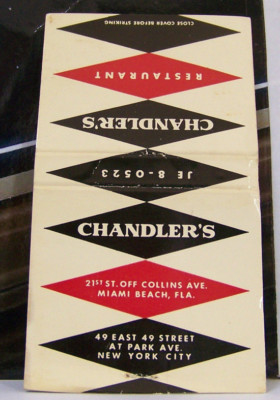 CLOSE COVER BEFORE STRIKING
RESTAURANT
CHANDLER'S
JE 8-0523
CHANDLER'S
21ST ST. OFF COLLINS AVE.
MIAMI BEACH, FLA.
49 EAST 49 STREET
AT PARK AVE.
NEW YORK CITY